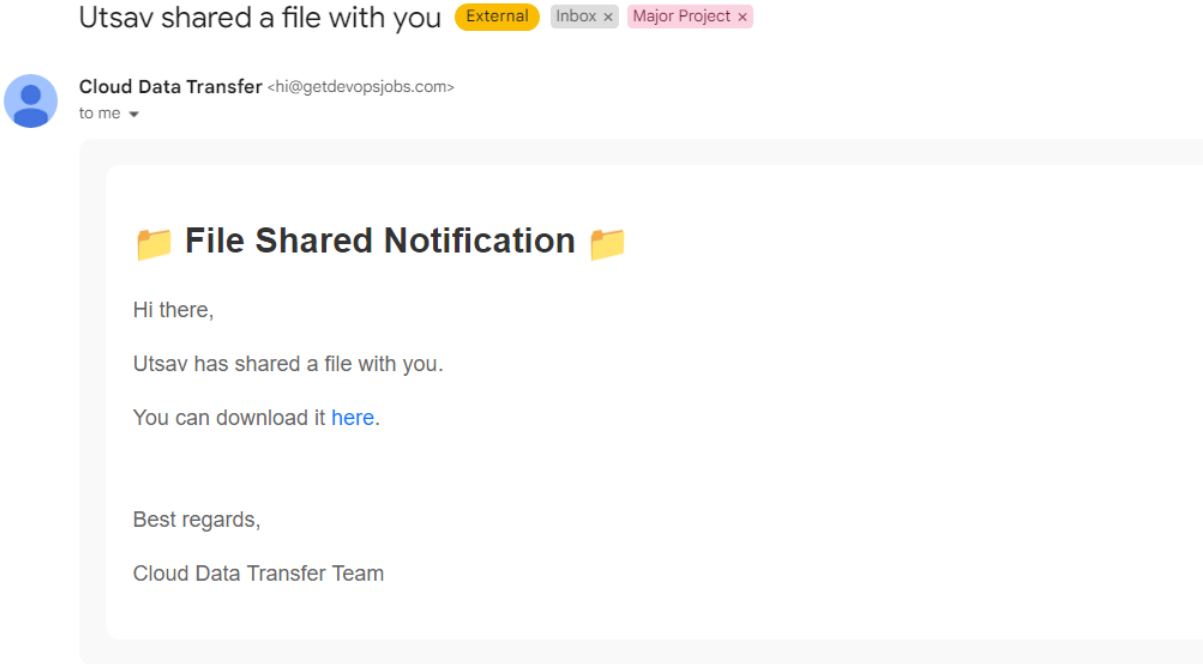 Utsav shared a file with you External Inbox × Major Project ×
Cloud Data Transfer <hi@getdevopsjobs.com>
to me
📁 File Shared Notification 📁
Hi there,
Utsav has shared a file with you.
You can download it here.
Best regards,
Cloud Data Transfer Team